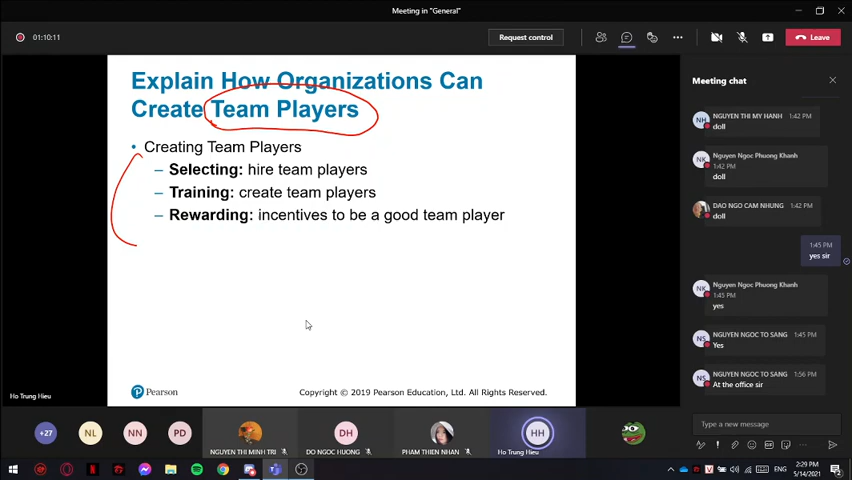 Meeting in "General"
01:10:11
Request control
Leave
Explain How Organizations Can
Create Team Players
• Creating Team Players
– Selecting: hire team players
– Training: create team players
– Rewarding: incentives to be a good team player
Pearson
Copyright © 2019 Pearson Education, Ltd. All Rights Reserved.
Ho Trung Hieu
Meeting chat
NH
NGUYEN THI MY HANH 1:42 PM
doll
NK
Nguyen Ngoc Phuong Khanh
1:42 PM
doll
DAO NGO CAM NHUNG 1:42 PM
doll
1:45 PM
yes sir
NK
Nguyen Ngoc Phuong Khanh
1:45 PM
yes
NS
NGUYEN NGOC TO SANG 1:45 PM
Yes
NS
NGUYEN NGOC TO SANG 1:56 PM
At the office sir
Type a new message
+27
NL
NN
PD
NGUYEN THI MINH TRI
DH
DO NGOC HUONG
PHAM THIEN NHAN
HH
Ho Trung Hieu
ENG
2:29 PM
5/14/2021